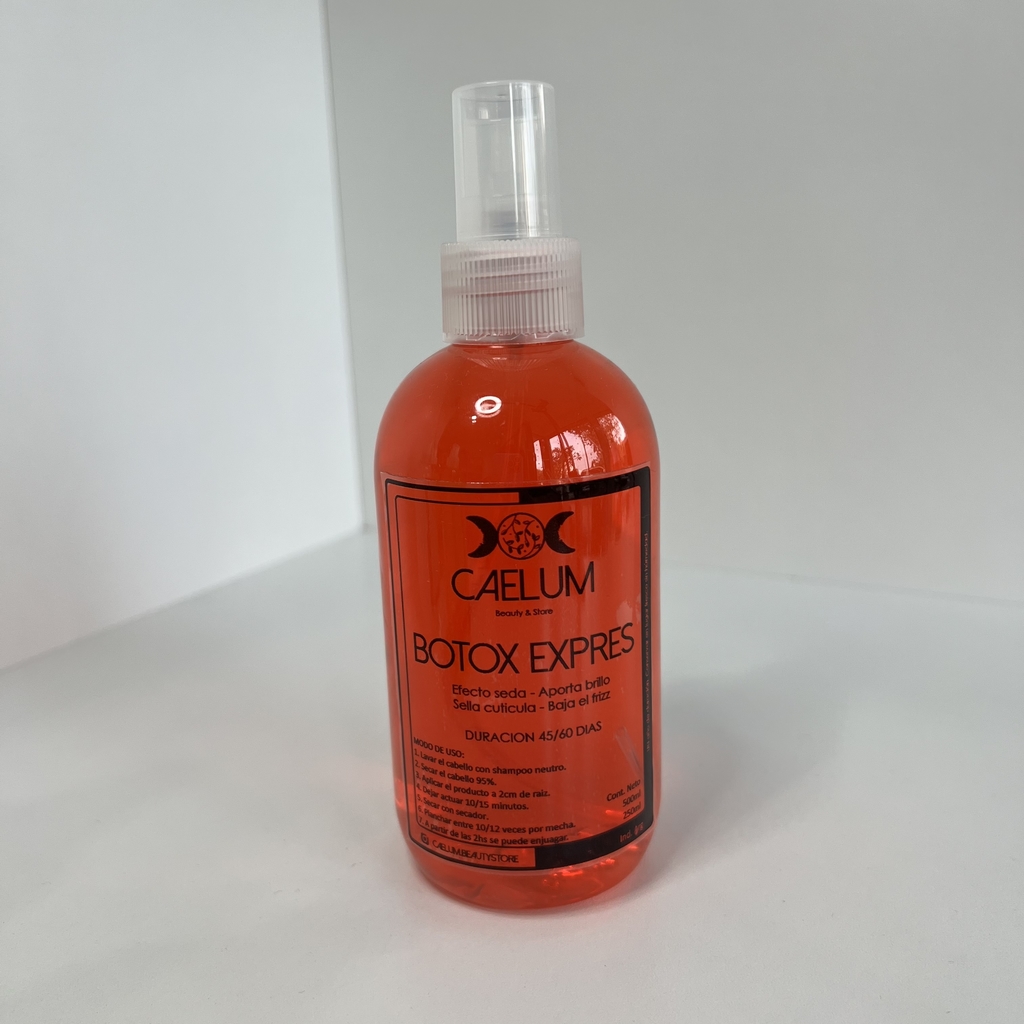 CAELUM
Beauty & Store
BOTOX EXPRES
Efecto seda - Aporta brillo
Sella cuticula - Baja el frizz
DURACION 45/60 DIAS
MODO DE USO:
1. Lavar el cabello con shampoo neutro.
2. Secar el cabello 95%.
3. Aplicar el producto a 2cm de raiz.
4. Dejar actuar 10/15 minutos.
5. Secar con secador.
6. Planchar entre 10/12 veces por mecha.
7. A partir de las 2hs se puede enjuagar.
Cont. Neto
500ml
250ml
CAELUM.BEAUTYSTORE